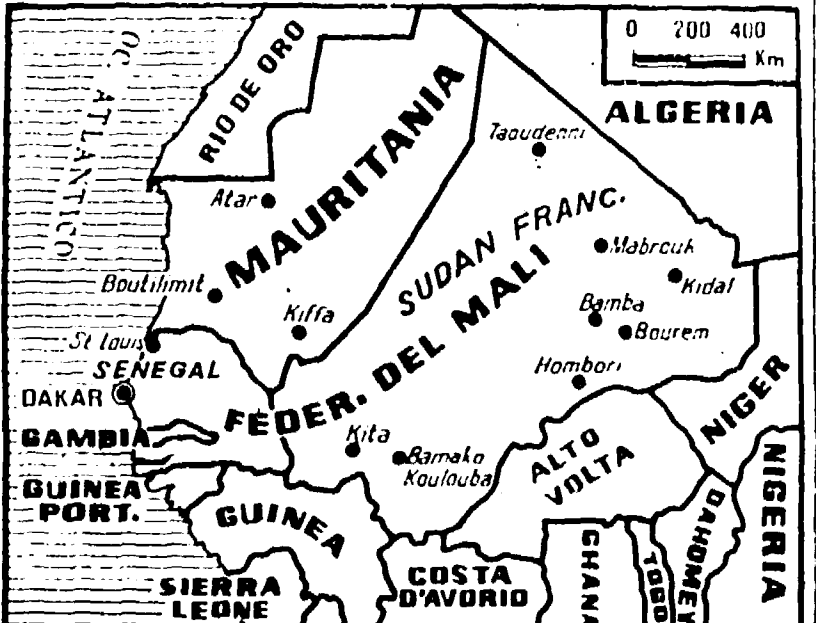 0 200 400
Km
OC. ATLANTICO
RIO DE ORO
MAURITANIA
ALGERIA
Taoudenni
Atar
SUDAN FRANC.
Mabrouk
Kidal
Boutilimit
Kiffa
Bamba
Bourem
St Louis
SENEGAL
Hombori
DAKAR
FEDER. DEL MALI
GAMBIA
Kita
Bamako
Koulouba
ALTO
VOLTA
NIGER
NIGERIA
GUINEA
PORT.
GUINEA
DAHOMEY
GHANA
TOGO
SIERRA
LEONE
COSTA
D'AVORIO